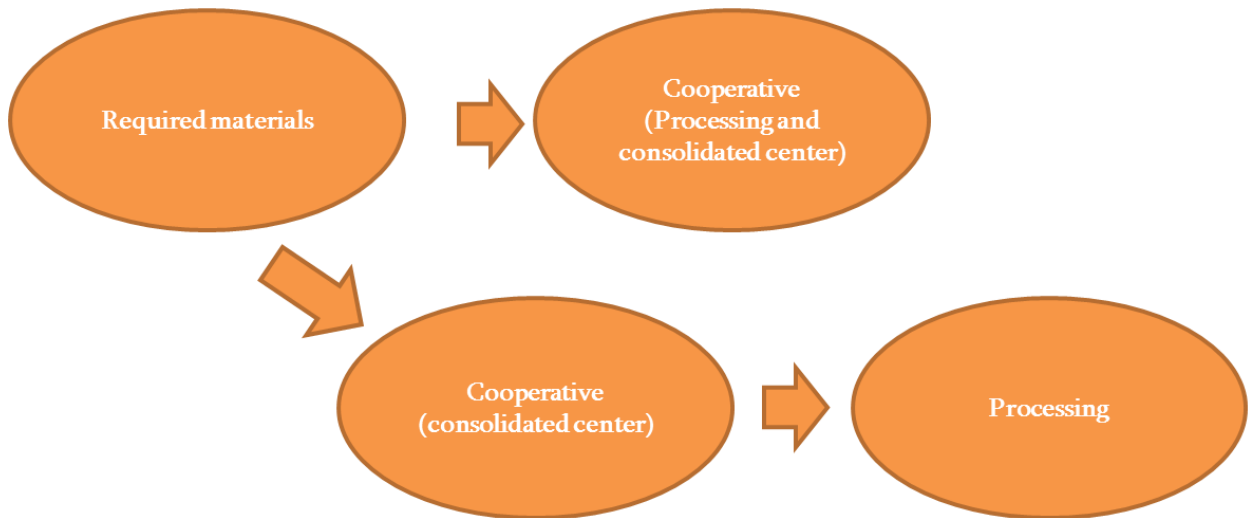 Required materials
Cooperative
(Processing and
consolidated center)
Cooperative
(consolidated center)
Processing